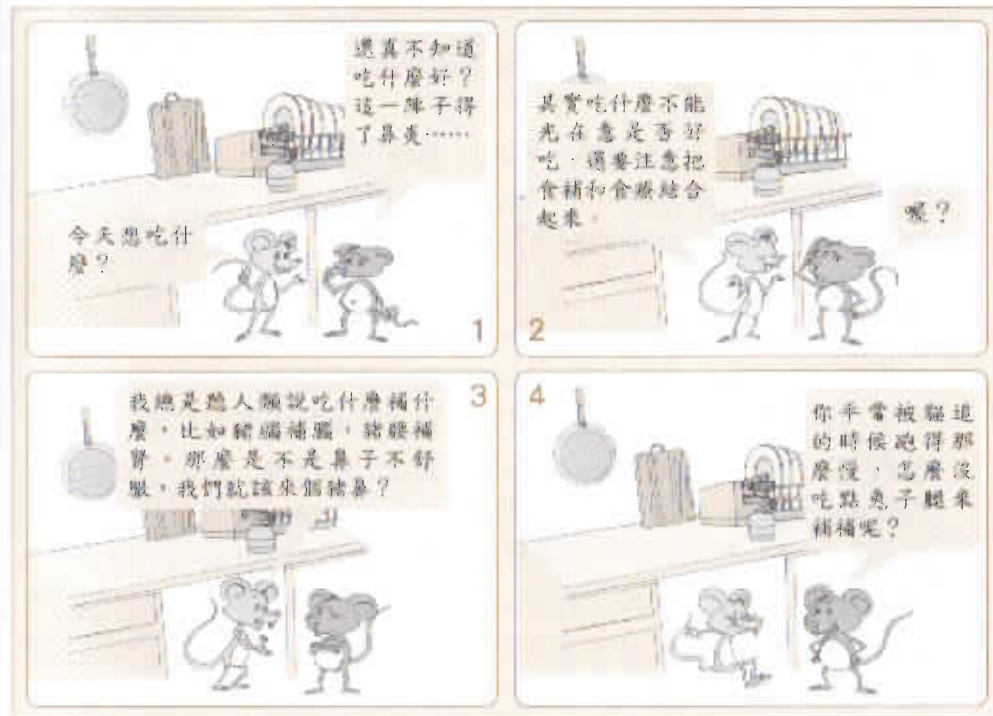 今天想吃什
麼？
還真不知道
吃什麼好？
這一陣子得
了鼻炎……
1
其實吃什麼不能
光在意是否好
吃，還要注意把
食補和食療結合
起來。
喔？
2
我總是聽人類說吃什麼補什
麼，比如豬腦補腦，豬腰補
腎。那麼是不是鼻子不舒
服，我們就該來個豬鼻？
3
4
你平常被貓追
的時候跑得那
麼慢，怎麼沒
吃點兔子腿來
補補呢？